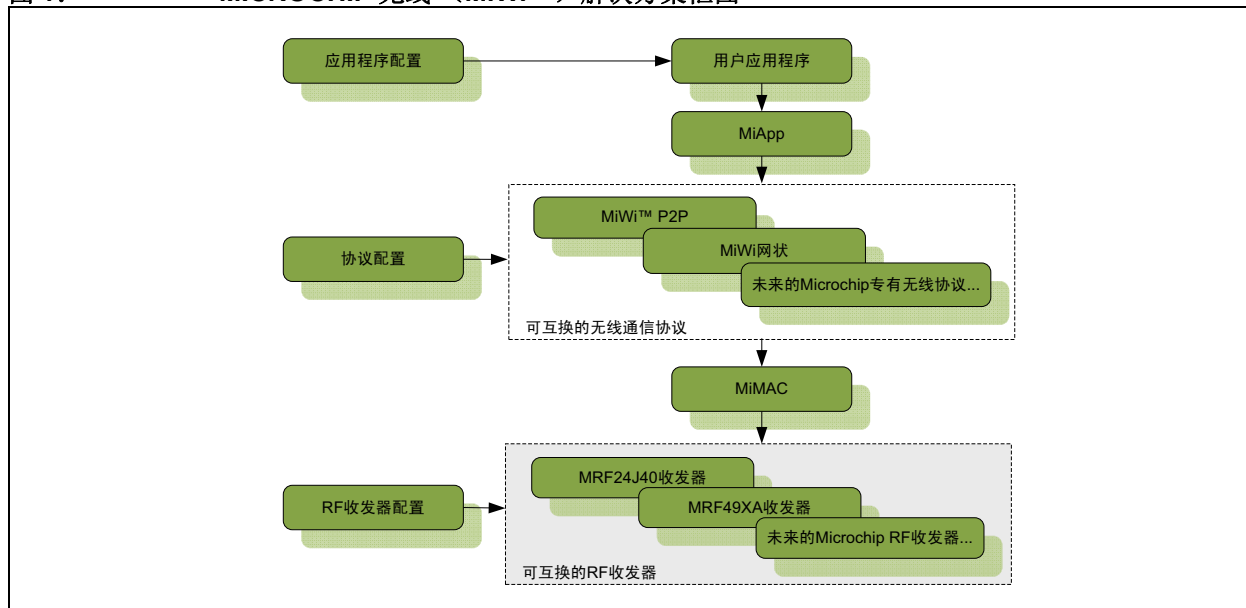 应用程序配置
用户应用程序
MiApp
MiWi™ P2P
协议配置
MiWi网状
未来的Microchip专有无线协议...
可互换的无线通信协议
MiMAC
MRF24J40收发器
RF收发器配置
MRF49XA收发器
未来的Microchip RF收发器...
可互换的RF收发器